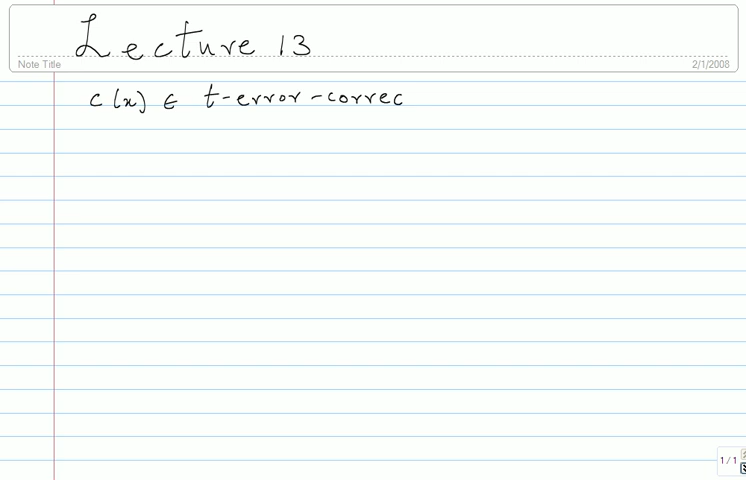 Lecture 13
Note Title
2/1/2008
c(x) ∈ t-error-correc
1/1